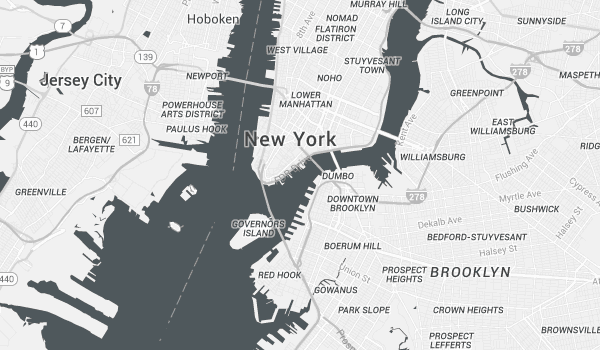 MURRAY HILL
8th Ave
LONG
ISLAND CITY
Hoboken
NOMAD
FLATIRON
DISTRICT
SUNNYSIDE
7
1
139
WEST VILLAGE
278
278
BYP
9
Jersey City
NEWPORT
NOHO
STUYVESANT
TOWN
MASPETH
78
LOWER
MANHATTAN
GREENPOINT
607
POWERHOUSE
ARTS DISTRICT
440
PAULUS HOOK
Kent Ave
EAST
WILLIAMSBURG
BERGEN/
LAFAYETTE
621
New York
RIDG
WILLIAMSBURG
Flushing Ave
GREENVILLE
DUMBO
278
Cypress A
DOWNTOWN
BROOKLYN
Myrtle Ave
BUSHWICK
GOVERNORS
ISLAND
Dekalb Ave
Halsey St
BOERUM HILL
BEDFORD-STUYVESANT
Halsey St
440
RED HOOK
Union St
PROSPECT
HEIGHTS
BROOKLYN
GOWANUS
PARK SLOPE
CROWN HEIGHTS
BROWNSVILLE
PROSPECT
LEFFERTS